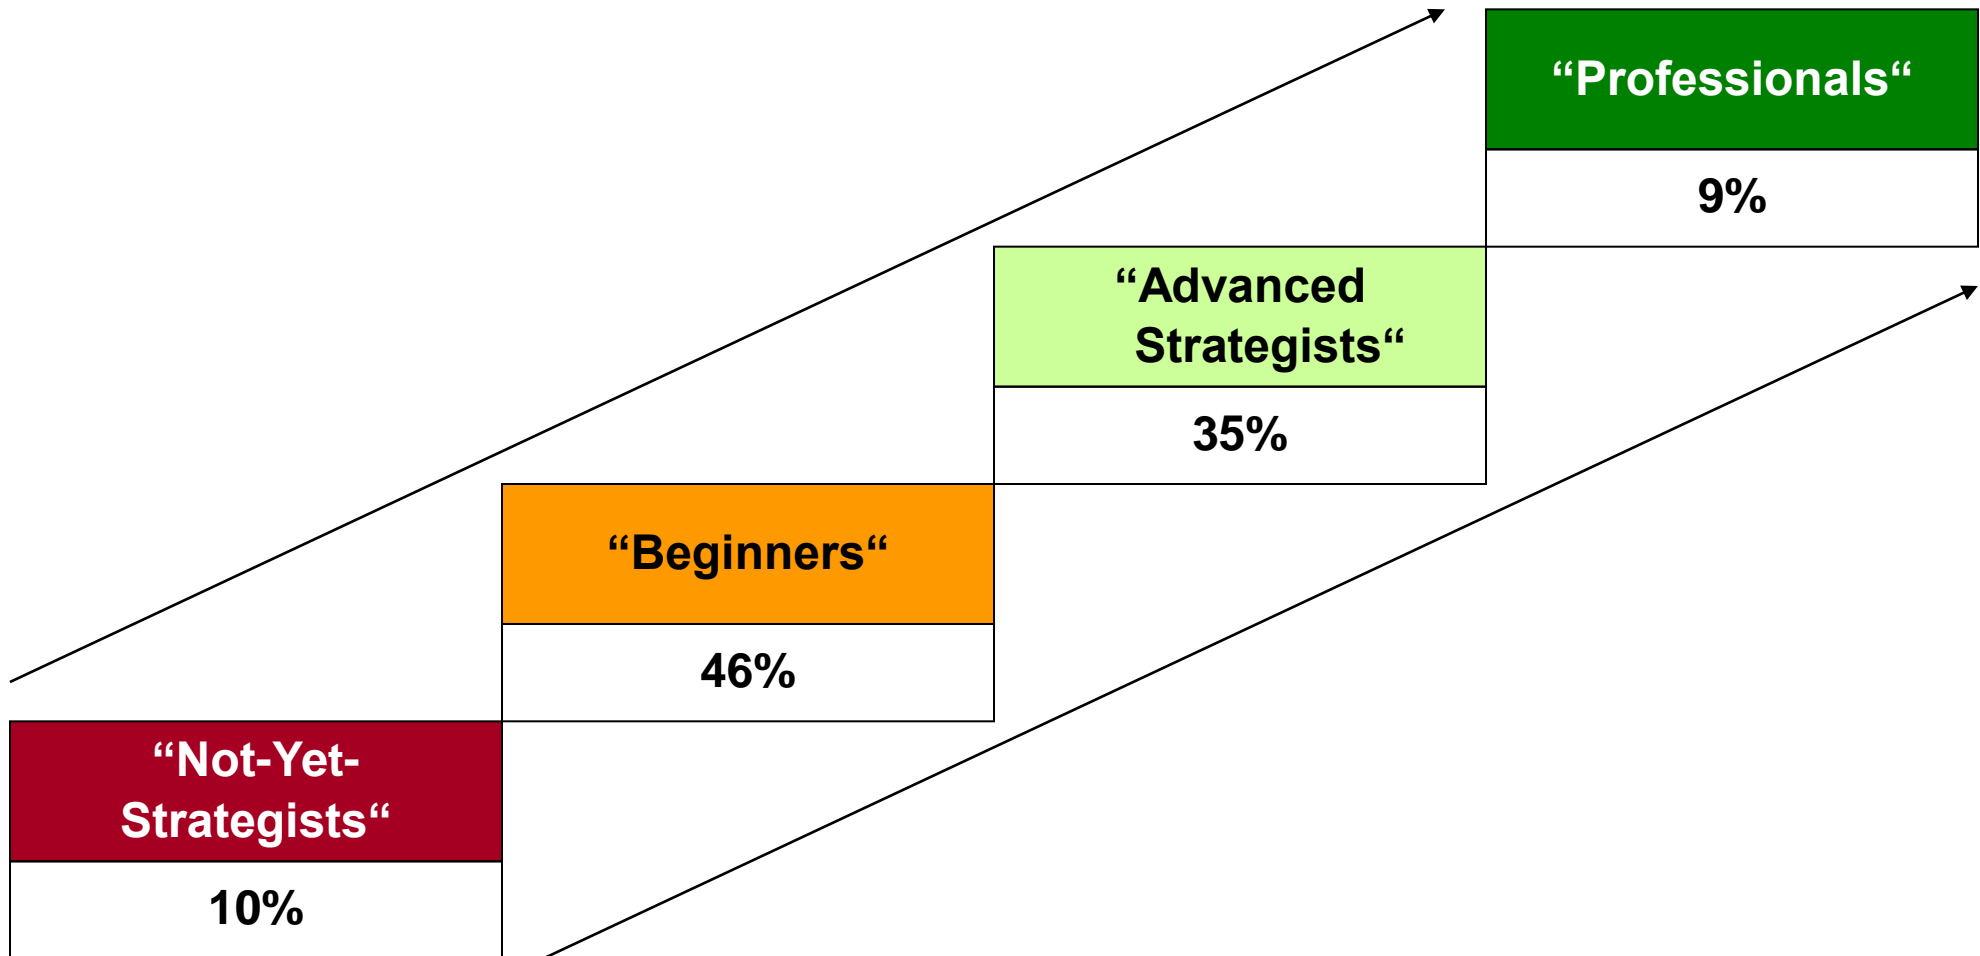 “Professionals“
9%
“Advanced
Strategists“
35%
“Beginners“
46%
“Not-Yet-
Strategists“
10%